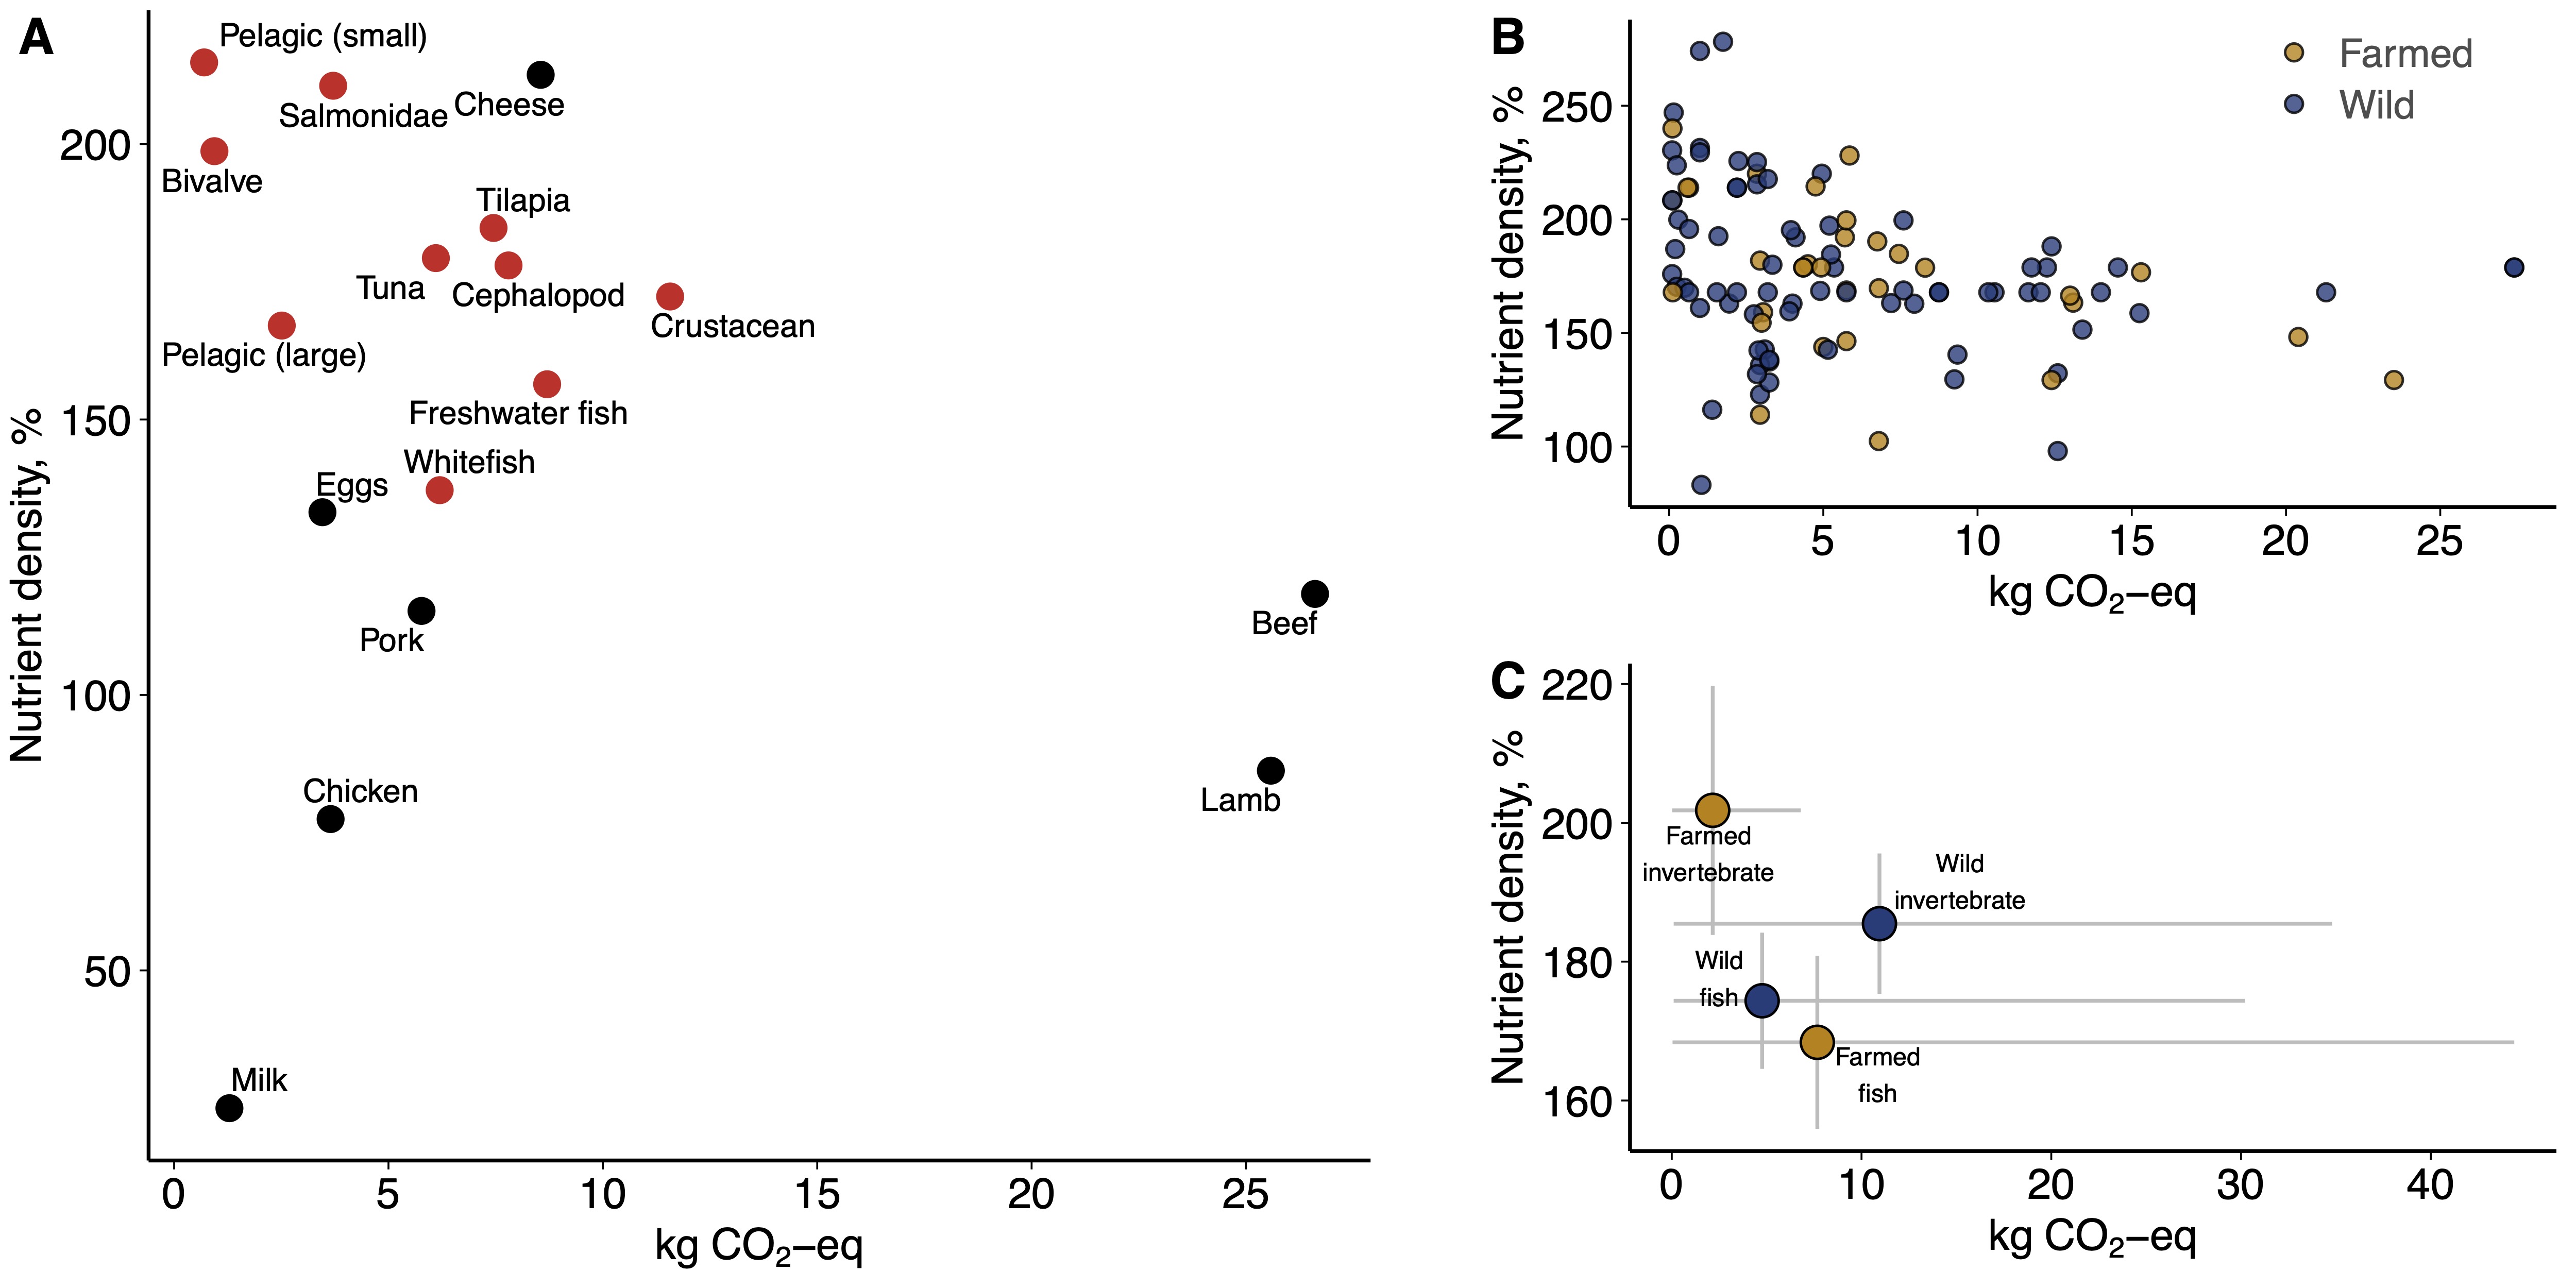 A
Nutrient density, %
200
150
100
50
0 5 10 15 20 25
kg CO₂–eq
Pelagic (small)
Salmonidae
Cheese
Bivalve
Tilapia
Tuna
Cephalopod
Crustacean
Pelagic (large)
Freshwater fish
Whitefish
Eggs
Pork
Beef
Chicken
Lamb
Milk
B
Nutrient density, %
250
200
150
100
0 5 10 15 20 25
kg CO₂–eq
Farmed
Wild
C
Nutrient density, %
220
200
180
160
0 10 20 30 40
kg CO₂–eq
Farmed
invertebrate
Wild
invertebrate
Wild
fish
Farmed
fish